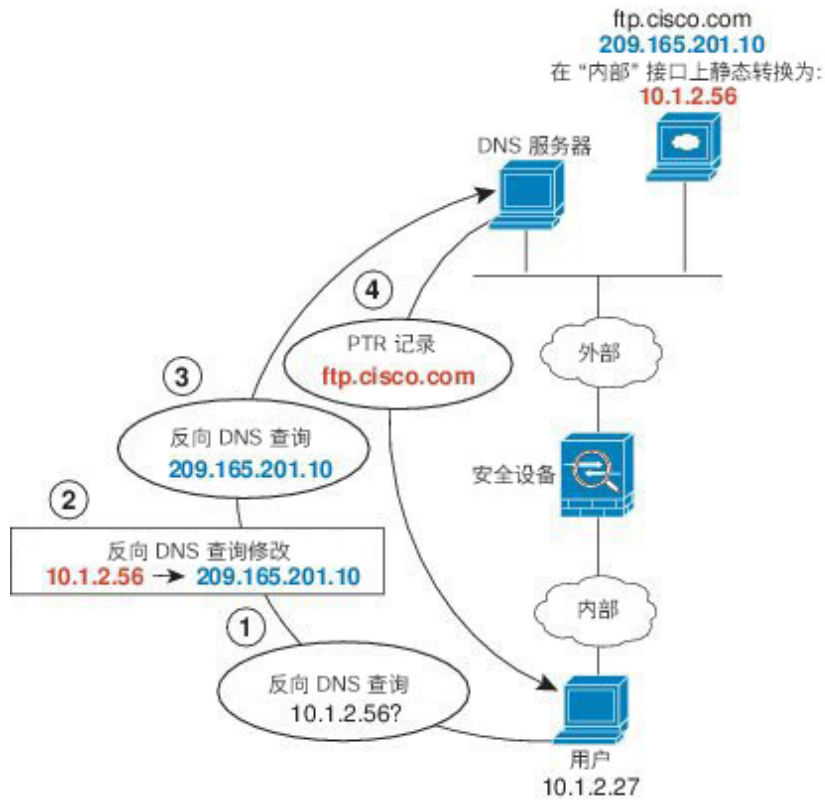 ftp.cisco.com
209.165.201.10
在 “内部” 接口上静态转换为:
10.1.2.56
DNS 服务器
4
PTR 记录
ftp.cisco.com
外部
3
反向 DNS 查询
209.165.201.10
安全设备
2
反向 DNS 查询修改
10.1.2.56 → 209.165.201.10
内部
1
反向 DNS 查询
10.1.2.56?
用户
10.1.2.27